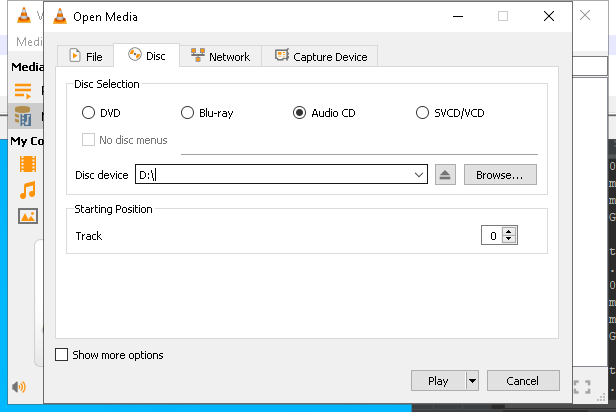 Open Media
Medi
File
Disc
Network
Capture Device
Media
Disc Selection
DVD
Blu-ray
Audio CD
SVCD/VCD
No disc menus
My Co
Disc device
D:\
Browse...
Starting Position
Track
0
Show more options
Play
Cancel